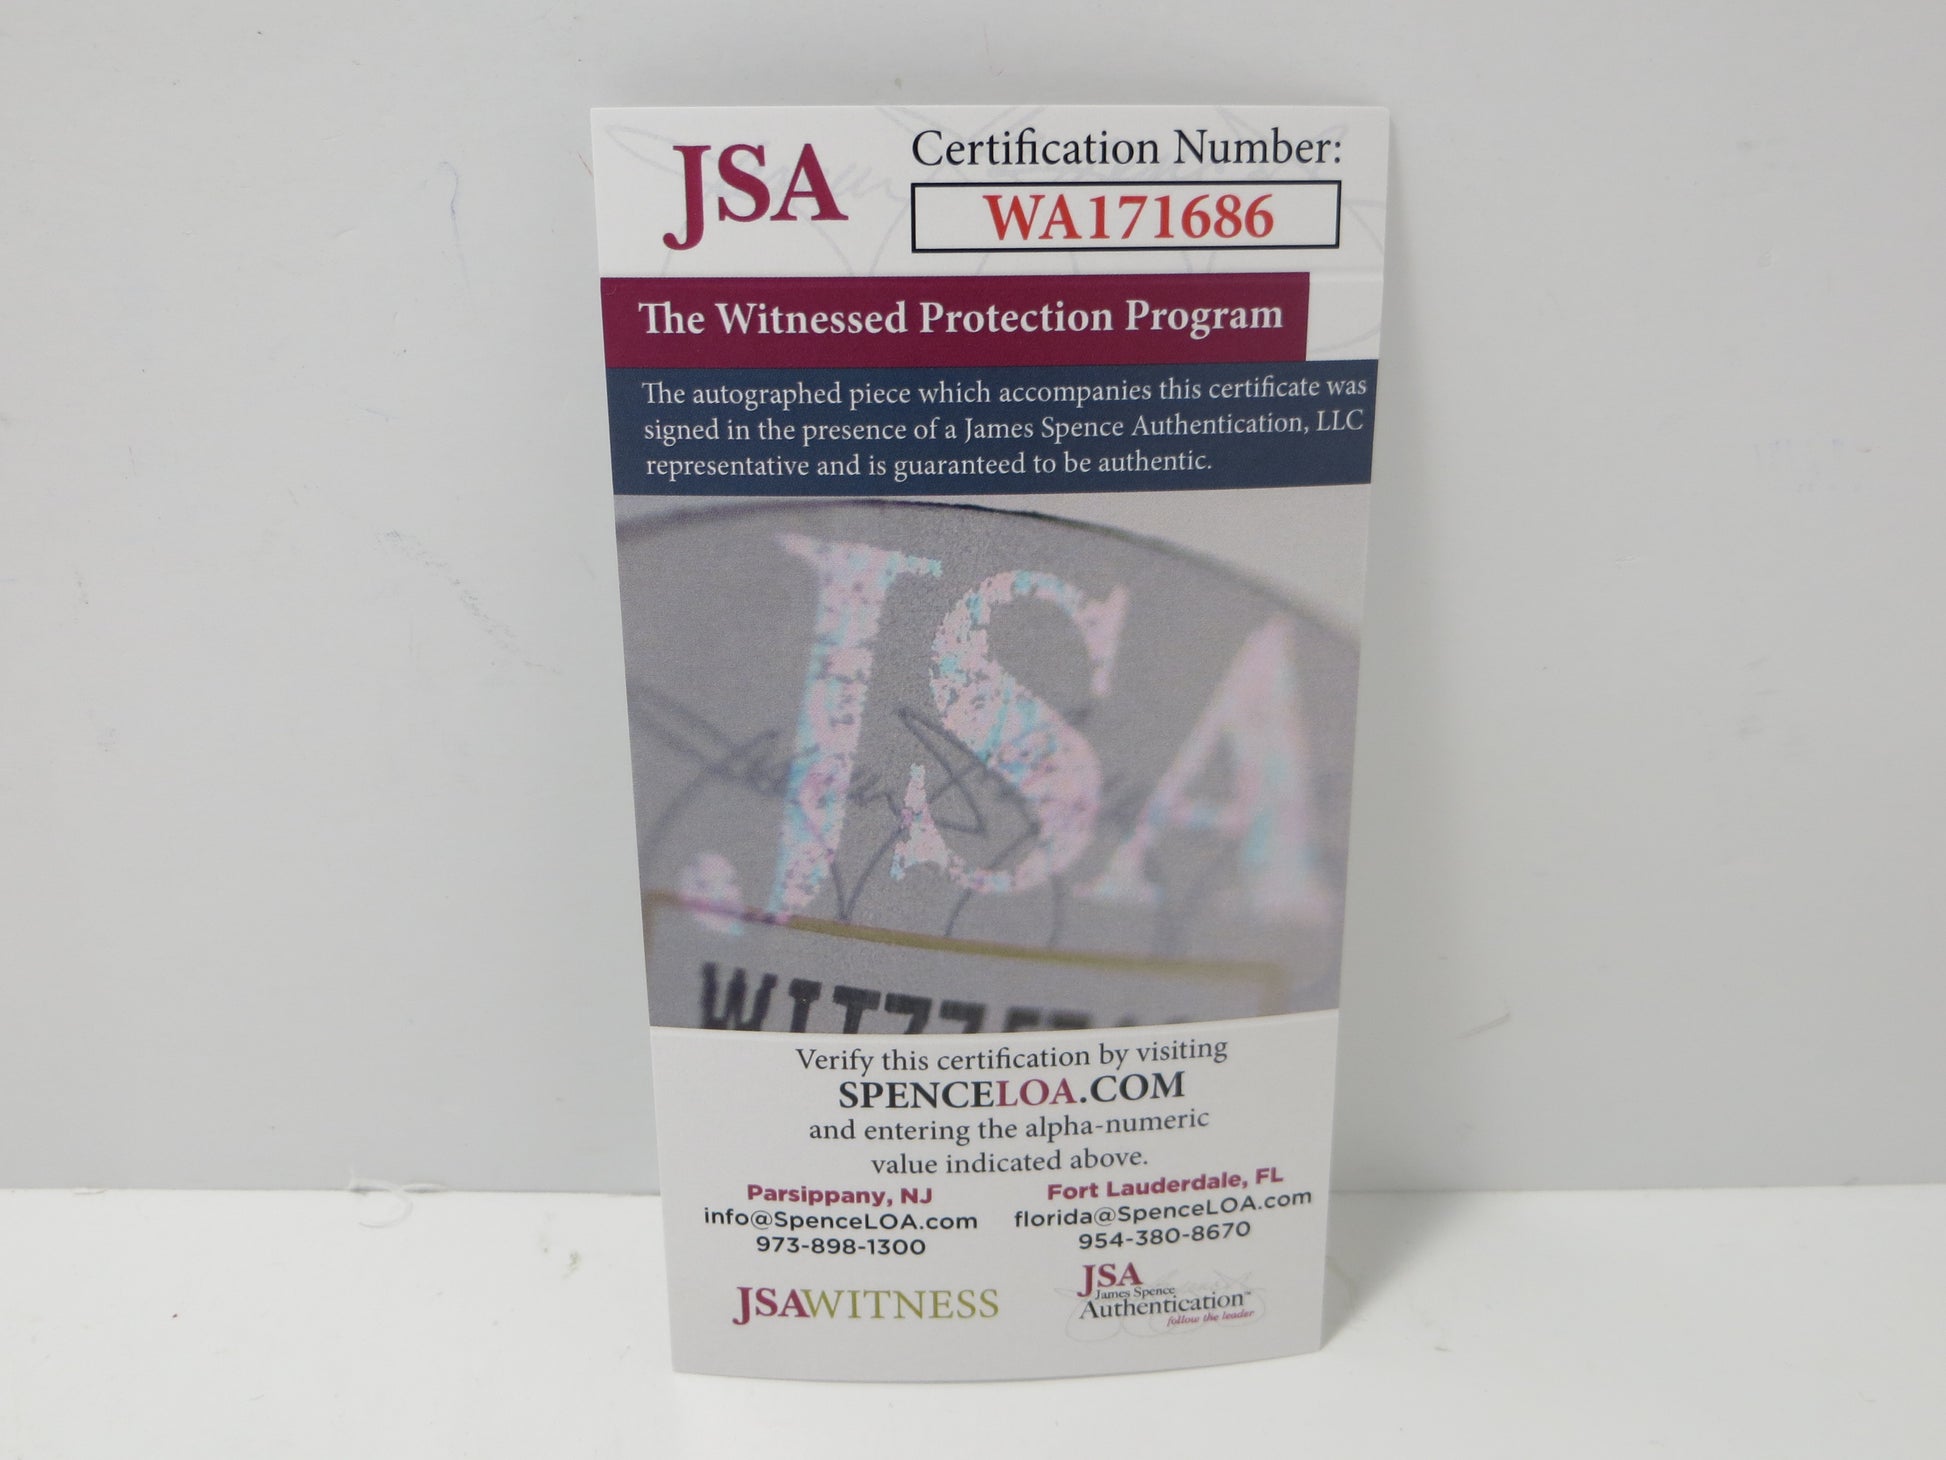 JSA
Certification Number:
WA171686
The Witnessed Protection Program
The autographed piece which accompanies this certificate was
signed in the presence of a James Spence Authentication, LLC
representative and is guaranteed to be authentic.
JSA
Verify this certification by visiting
SPENCELOA.COM
and entering the alpha-numeric
value indicated above.
Parsippany, NJ
info@SpenceLOA.com
973-898-1300
Fort Lauderdale, FL
florida@SpenceLOA.com
954-380-8670
JSAWITNESS
JSA
James Spence
Authentication™
follow the leader